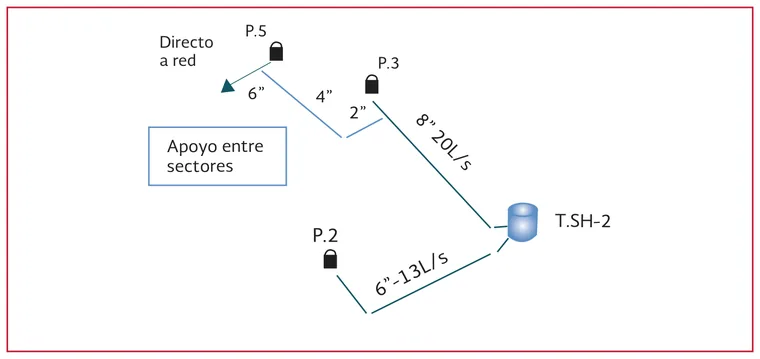 P.5
Directo
a red
P.3
6”
4”
2”
8” 20L/s
Apoyo entre
sectores
T.SH-2
P.2
6”-13L/s